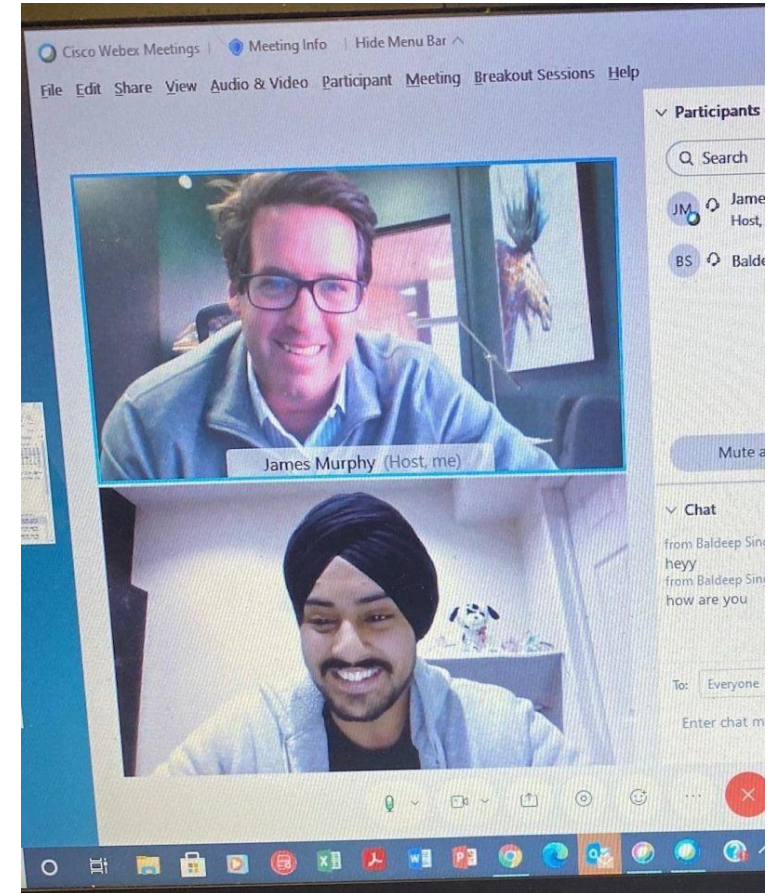 Cisco Webex Meetings | Meeting Info | Hide Menu Bar
File Edit Share View Audio & Video Participant Meeting Breakout Sessions Help
Participants
Search
JM
Jame
Host,
BS
Balde
James Murphy (Host, me)
Mute a
Chat
from Baldeep Sing
heyy
from Baldeep Sing
how are you
To: Everyone
Enter chat m